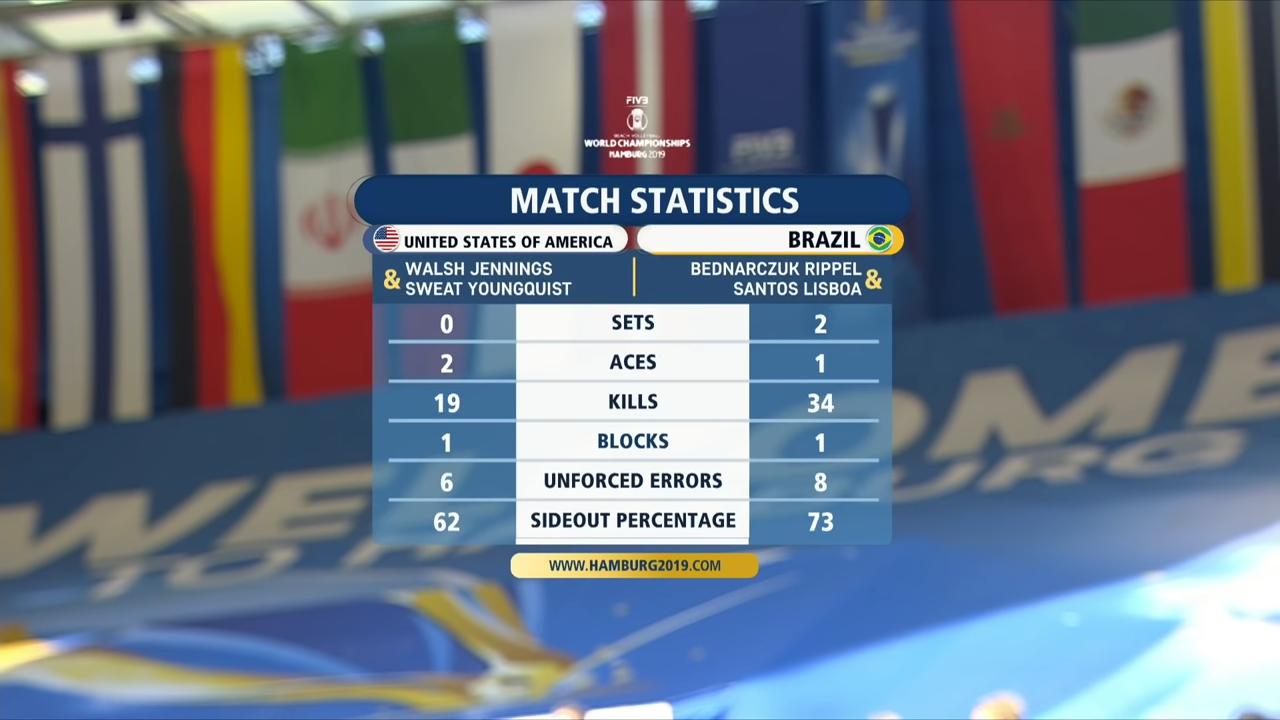 FIVB
BEACH VOLLEYBALL
WORLD CHAMPIONSHIPS
HAMBURG 2019
FIVB
MATCH STATISTICS
UNITED STATES OF AMERICA BRAZIL
& WALSH JENNINGS BEDNARCZUK RIPPEL &
SWEAT YOUNGQUIST SANTOS LISBOA
0 SETS 2
2 ACES 1
19 KILLS 34
1 BLOCKS 1
6 UNFORCED ERRORS 8
62 SIDEOUT PERCENTAGE 73
WWW.HAMBURG2019.COM